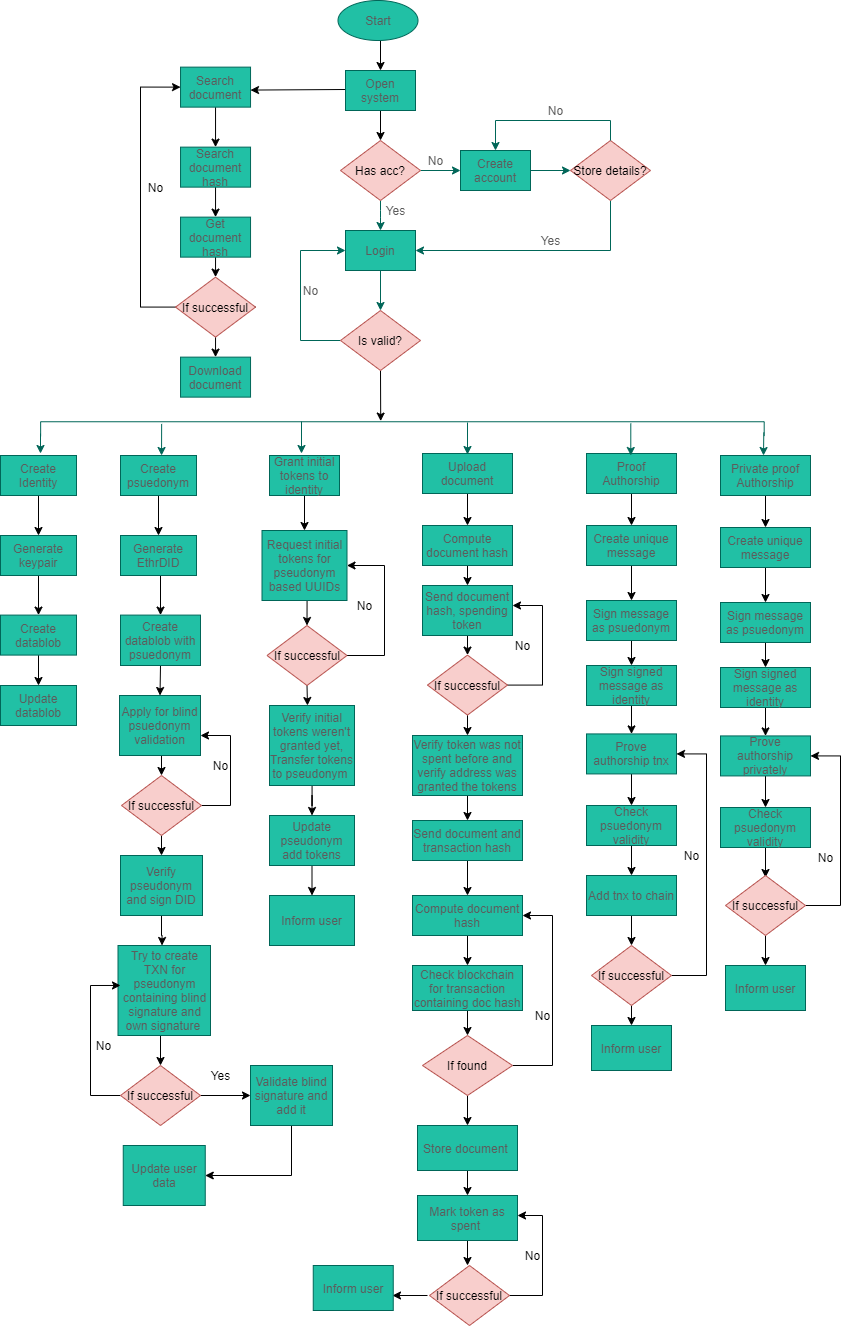 Start
Open
system
Search
document
Search
document
hash
Get
document
hash
If successful
No
Download
document
Has acc?
No
Create
account
Store details?
No
Yes
Yes
Login
No
Is valid?
Create
Identity
Generate
keypair
Create
datablob
Update
datablob
Create
psuedonym
Generate
EthrDID
Create
datablob with
psuedonym
Apply for blind
psuedonym
validation
No
If successful
Verify
pseudonym
and sign DID
Try to create
TXN for
pseudonym
containing blind
signature and
own signature
No
If successful
Yes
Validate blind
signature and
add it
Update user
data
Grant initial
tokens to
identity
Request initial
tokens for
pseudonym
based UUIDs
No
If successful
Verify initial
tokens weren't
granted yet,
Transfer tokens
to pseudonym
Update
pseudonym
add tokens
Inform user
Upload
document
Compute
document hash
Send document
hash, spending
token
No
If successful
Verify token was not
spent before and
verify address was
granted the tokens
Send document and
transaction hash
Compute document
hash
Check blockchain
for transaction
containing doc hash
No
If found
Store document
Mark token as
spent
No
If successful
Inform user
Proof
Authorship
Create unique
message
Sign message
as psuedonym
Sign signed
message as
identity
Prove
authorship tnx
Check
psuedonym
validity
No
Add tnx to chain
If successful
Inform user
Private proof
Authorship
Create unique
message
Sign message
as psuedonym
Sign signed
message as
identity
Prove
authorship
privately
Check
psuedonym
validity
No
If successful
Inform user